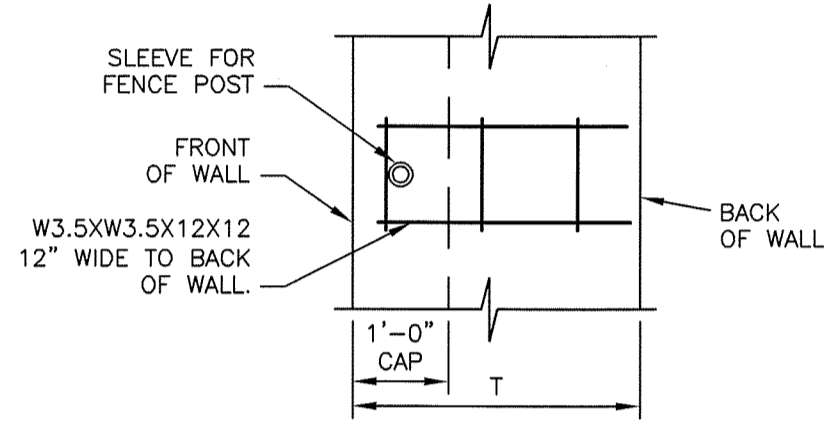 SLEEVE FOR
FENCE POST
FRONT
OF WALL
W3.5XW3.5X12X12
12" WIDE TO BACK
OF WALL.
BACK
OF WALL
1'-0"
CAP
T